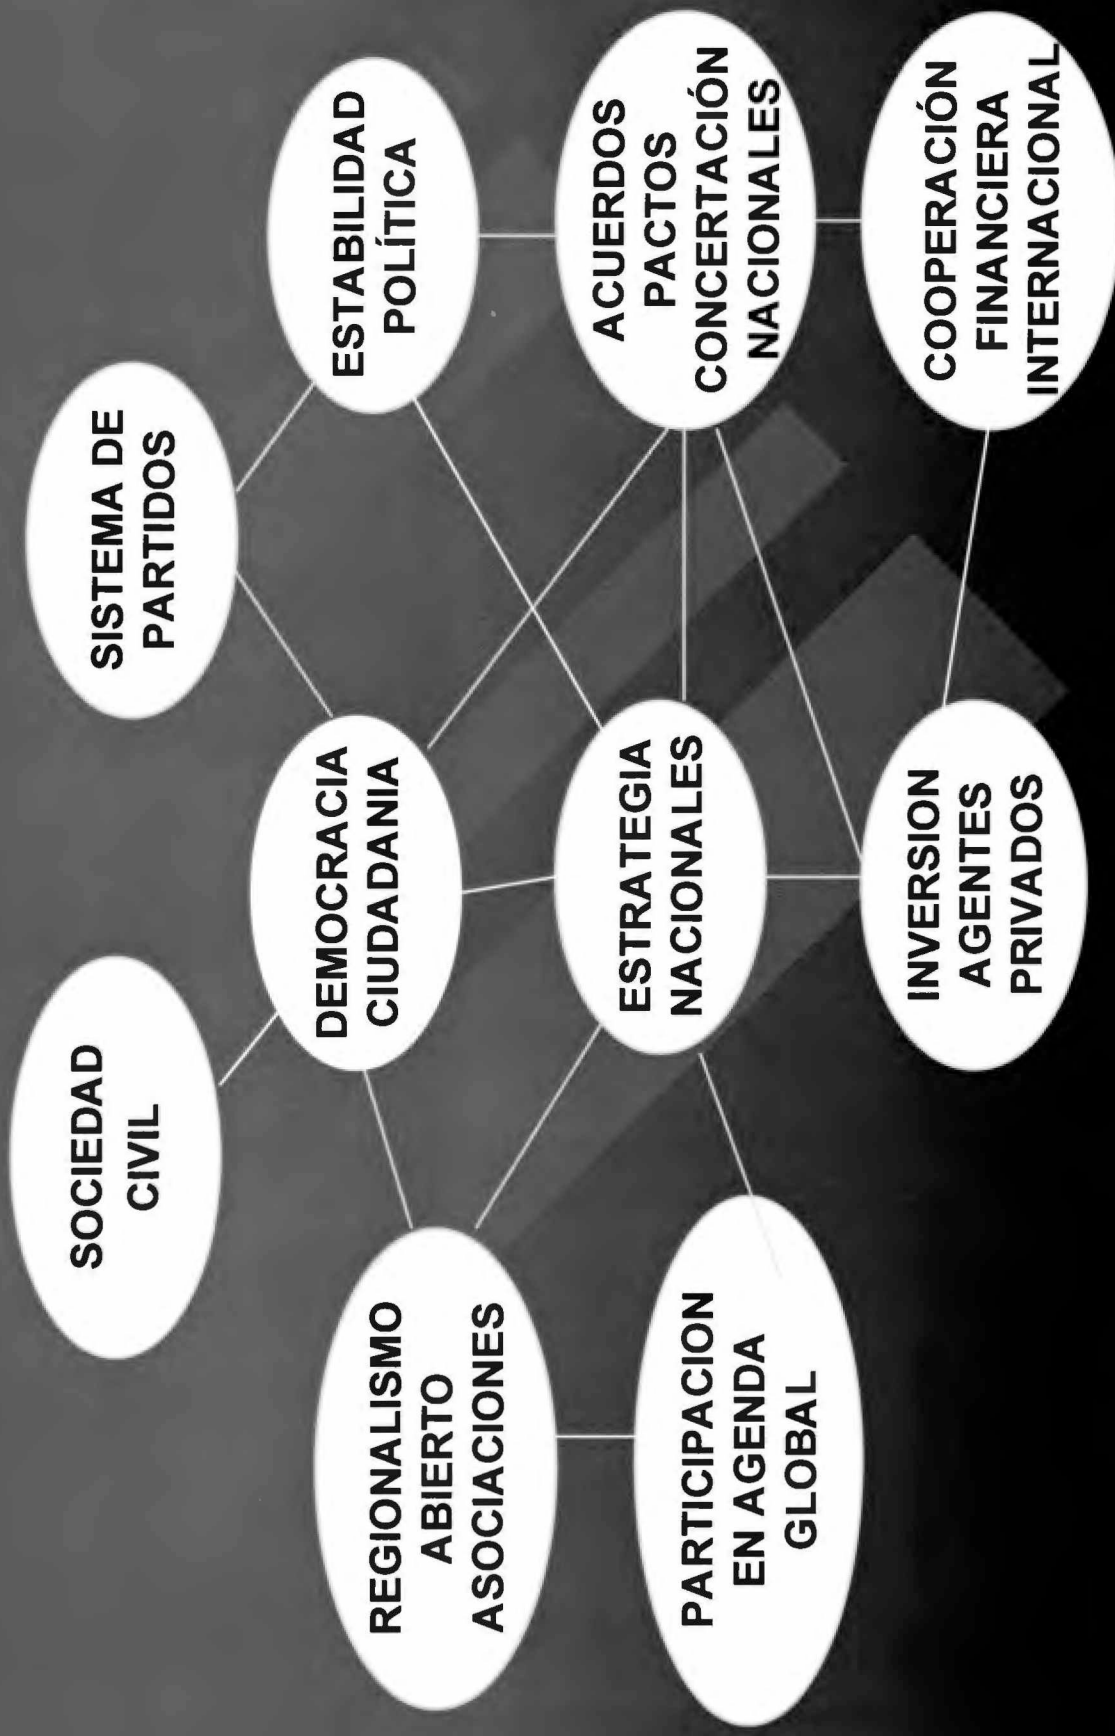 SOCIEDAD
CIVIL
SISTEMA DE
PARTIDOS
REGIONALISMO
ABIERTO
ASOCIACIONES
DEMOCRACIA
CIUDADANIA
ESTABILIDAD
POLÍTICA
PARTICIPACION
EN AGENDA
GLOBAL
ESTRATEGIA
NACIONALES
ACUERDOS
PACTOS
CONCERTACIÓN
NACIONALES
INVERSION
AGENTES
PRIVADOS
COOPERACIÓN
FINANCIERA
INTERNACIONAL